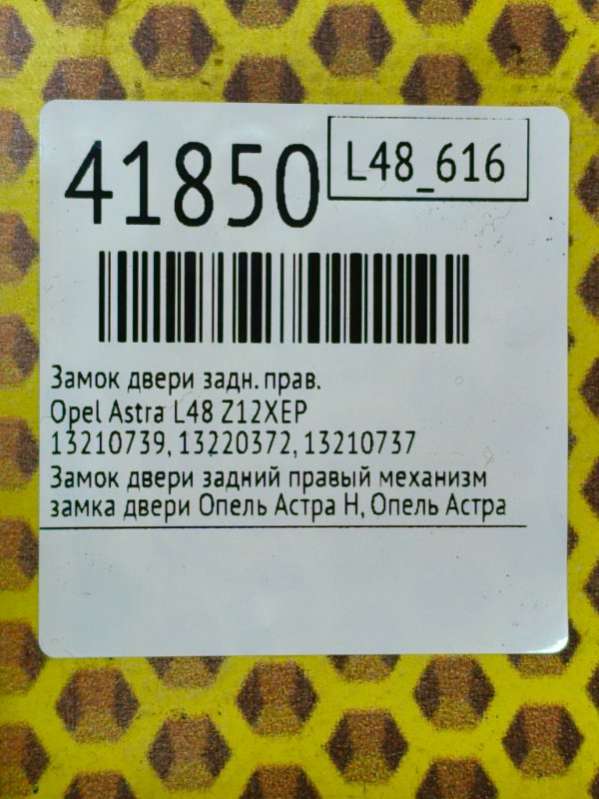 41850
L48_616
Замок двери задн. прав.
Opel Astra L48 Z12XEP
13210739, 13220372, 13210737
Замок двери задний правый механизм
замка двери Опель Астра Н, Опель Астра